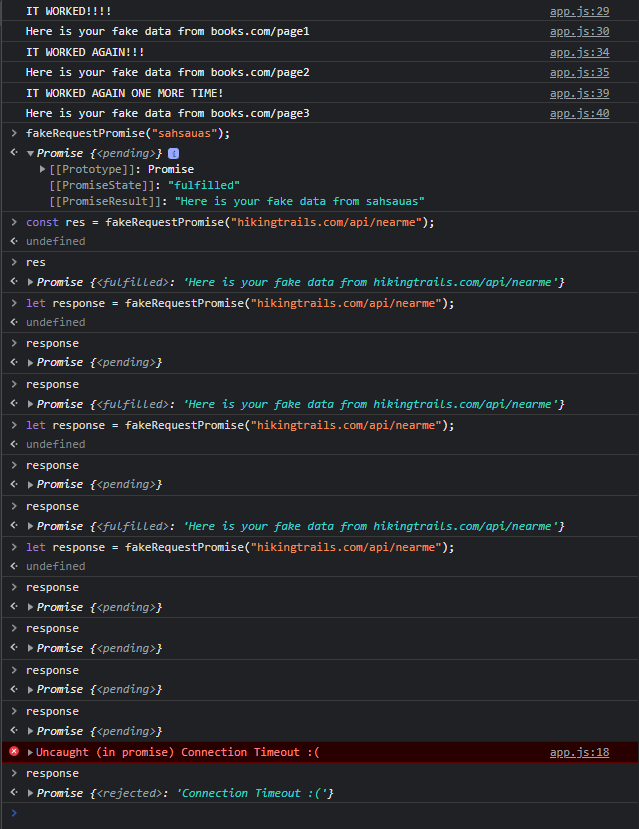 IT WORKED!!!! app.js:29
Here is your fake data from books.com/page1 app.js:30
IT WORKED AGAIN!!! app.js:34
Here is your fake data from books.com/page2 app.js:35
IT WORKED AGAIN ONE MORE TIME! app.js:39
Here is your fake data from books.com/page3 app.js:40
> fakeRequestPromise("sahsauas");
Promise {<pending>} i
[[Prototype]]: Promise
[[PromiseState]]: "fulfilled"
[[PromiseResult]]: "Here is your fake data from sahsauas"
> const res = fakeRequestPromise("hikingtrails.com/api/nearme");
undefined
> res
Promise {<fulfilled>: 'Here is your fake data from hikingtrails.com/api/nearme'}
> let response = fakeRequestPromise("hikingtrails.com/api/nearme");
undefined
> response
Promise {<pending>}
> response
Promise {<fulfilled>: 'Here is your fake data from hikingtrails.com/api/nearme'}
> let response = fakeRequestPromise("hikingtrails.com/api/nearme");
undefined
> response
Promise {<pending>}
> response
Promise {<fulfilled>: 'Here is your fake data from hikingtrails.com/api/nearme'}
> let response = fakeRequestPromise("hikingtrails.com/api/nearme");
undefined
> response
Promise {<pending>}
> response
Promise {<pending>}
> response
Promise {<pending>}
> response
Promise {<pending>}
Uncaught (in promise) Connection Timeout :( app.js:18
> response
Promise {<rejected>: 'Connection Timeout :('}
>